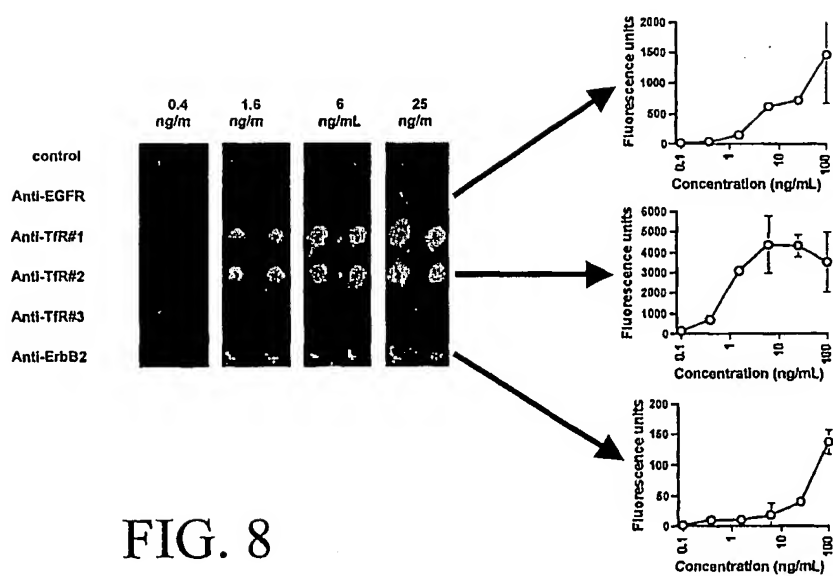 0.4 1.6 6 25
ng/m ng/m ng/mL ng/m
control
Anti-EGFR
Anti-TfR#1
Anti-TfR#2
Anti-TfR#3
Anti-ErbB2
Fluorescence units
2000
1500
1000
500
0
0.1 1 10 100
Concentration (ng/mL)
Fluorescence units
6000
5000
4000
3000
2000
1000
0
0.1 1 10 100
Concentration (ng/mL)
Fluorescence units
200
150
100
50
0
0.1 1 10 100
Concentration (ng/mL)
FIG. 8